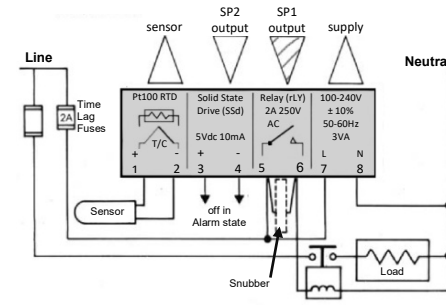 sensor
SP2
output
SP1
output
supply
Line
Neutra
2A
Time
Lag
Fuses
Pt100 RTD
T/C
+ -
1 2
Solid State
Drive (SSd)
5Vdc 10mA
+ -
3 4
Relay (rLY)
2A 250V
AC
5 6
100-240V
± 10%
50-60Hz
3VA
L N
7 8
Sensor
off in
Alarm state
Snubber
Load